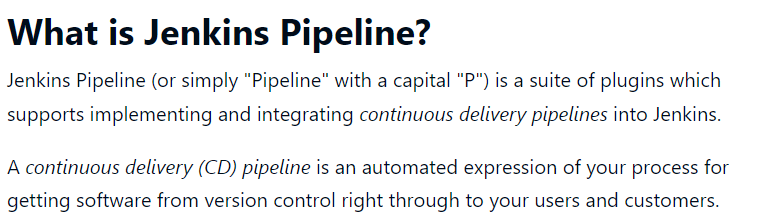 What is Jenkins Pipeline?
Jenkins Pipeline (or simply "Pipeline" with a capital "P") is a suite of plugins which
supports implementing and integrating continuous delivery pipelines into Jenkins.
A continuous delivery (CD) pipeline is an automated expression of your process for
getting software from version control right through to your users and customers.